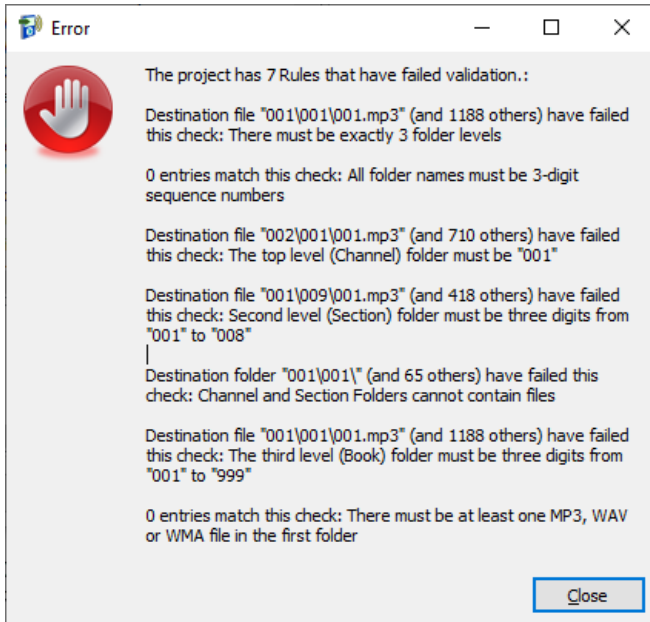 Error
The project has 7 Rules that have failed validation.:
Destination file "001\001\001.mp3" (and 1188 others) have failed
this check: There must be exactly 3 folder levels
0 entries match this check: All folder names must be 3-digit
sequence numbers
Destination file "002\001\001.mp3" (and 710 others) have failed
this check: The top level (Channel) folder must be "001"
Destination file "001\009\001.mp3" (and 418 others) have failed
this check: Second level (Section) folder must be three digits from
"001" to "008"
Destination folder "001\001\" (and 65 others) have failed this
check: Channel and Section Folders cannot contain files
Destination file "001\001\001.mp3" (and 1188 others) have failed
this check: The third level (Book) folder must be three digits from
"001" to "999"
0 entries match this check: There must be at least one MP3, WAV
or WMA file in the first folder
Close